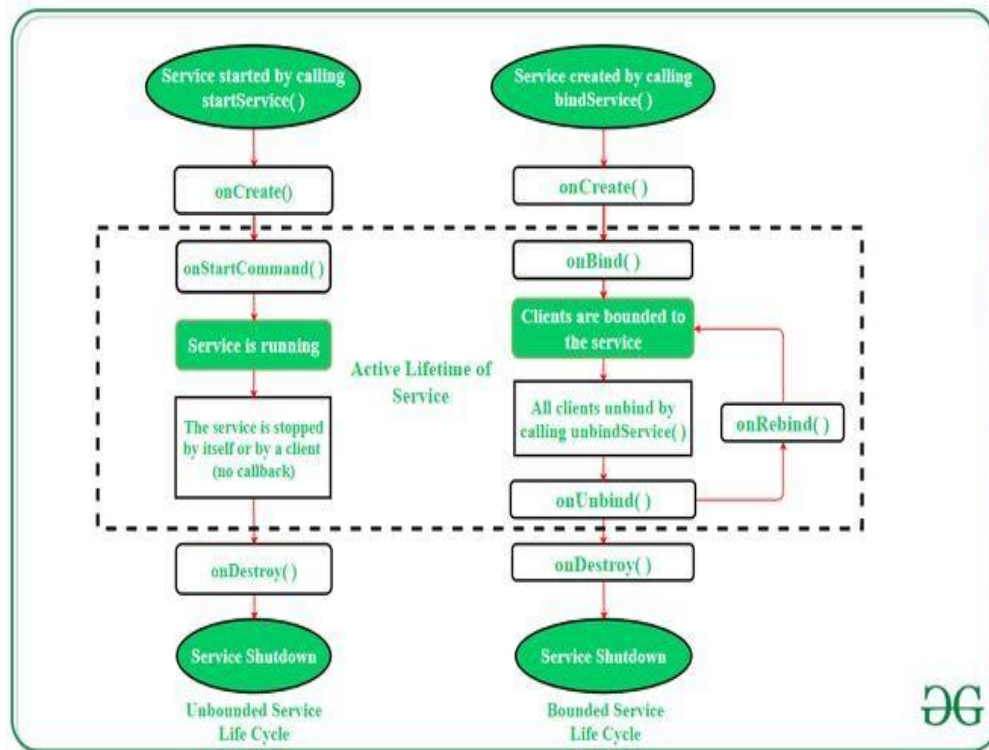 Service started by calling
startService( )
onCreate()
onStartCommand( )
Service is running
The service is stopped
by itself or by a client
(no callback)
onDestroy( )
Service Shutdown
Unbounded Service
Life Cycle
Active Lifetime of
Service
Service created by calling
bindService( )
onCreate( )
onBind( )
Clients are bounded to
the service
All clients unbind by
calling unbindService( )
onRebind( )
onUnbind( )
onDestroy( )
Service Shutdown
Bounded Service
Life Cycle